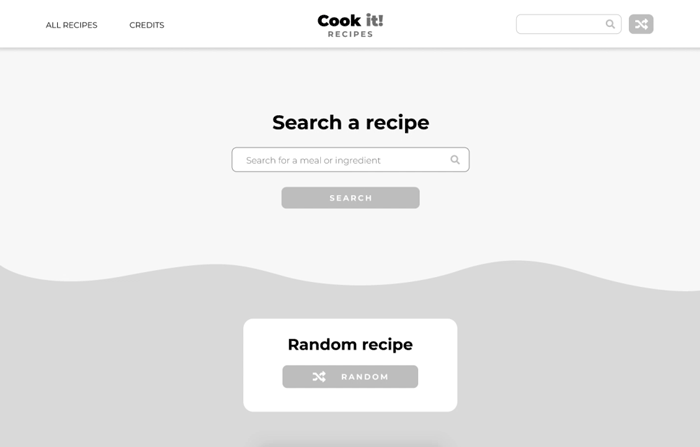 ALL RECIPES
CREDITS
Cook it!
RECIPES
Search a recipe
Search for a meal or ingredient
SEARCH
Random recipe
RANDOM